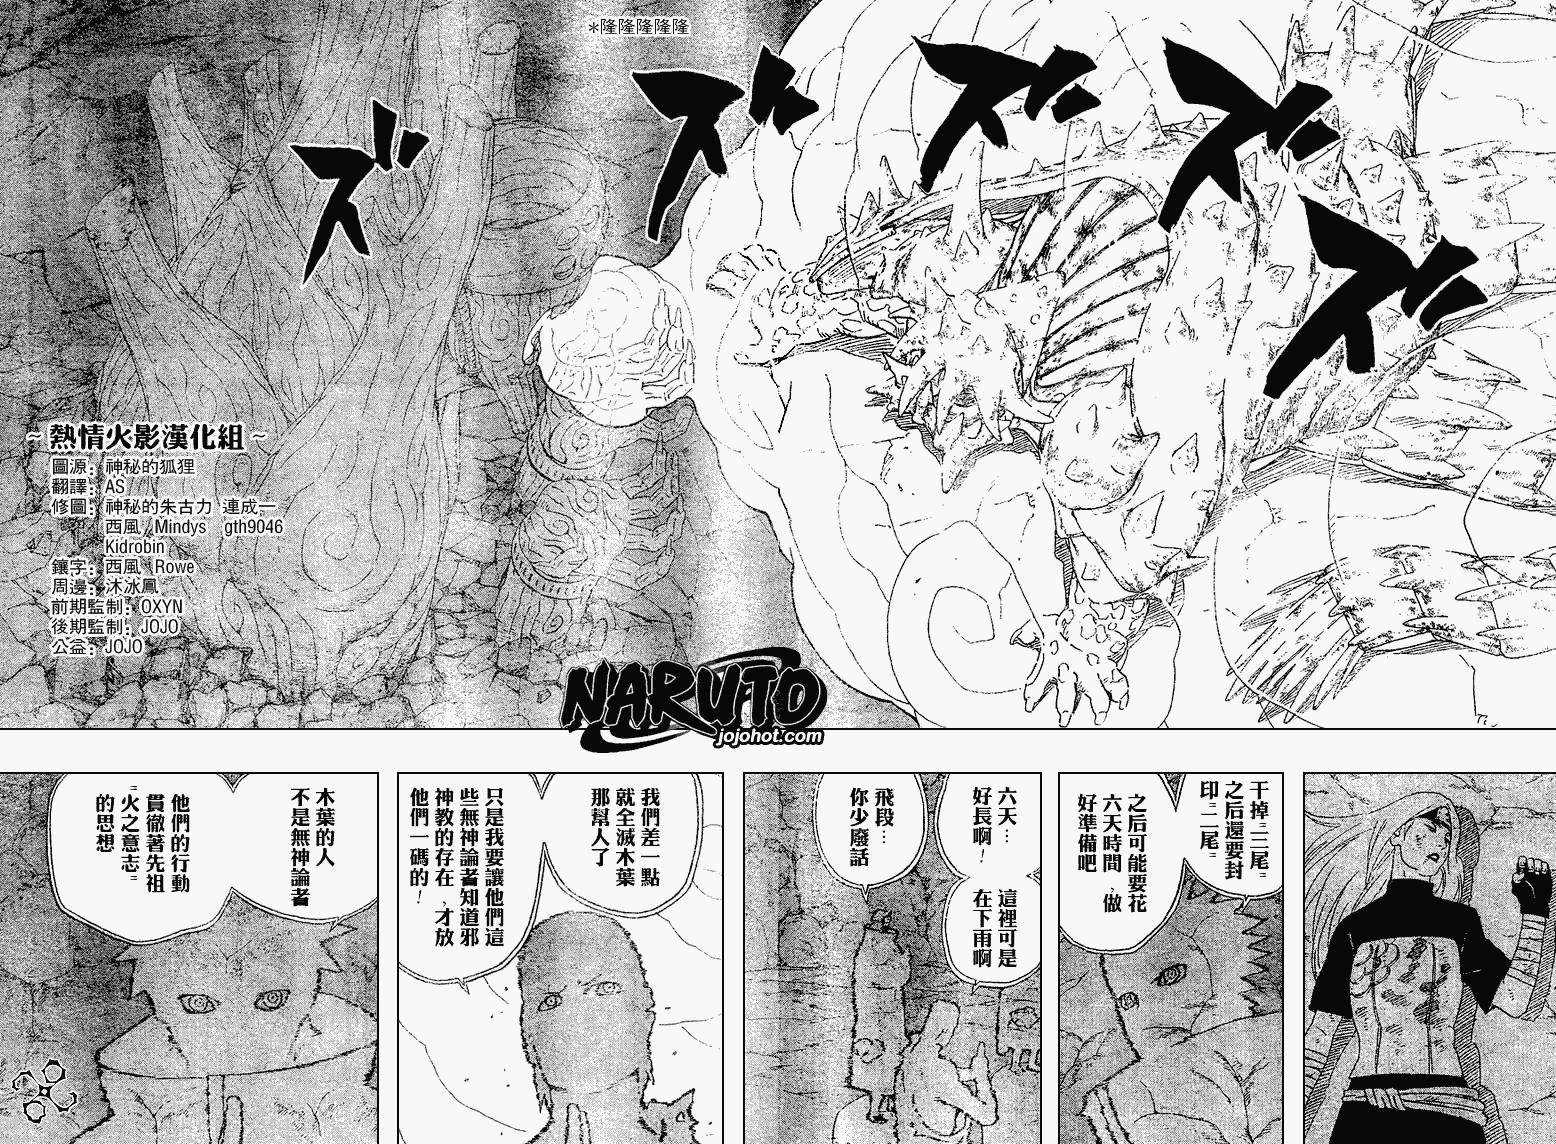 *隆隆隆隆隆
ズ ズ ズ ズ ズ
~熱情火影漢化組~
圖源: 神秘的狐狸
翻譯: AS
修圖: 神秘的朱古力 連成一
西風 Mindys gth9046
Kidrobin
鑲字: 西風 Rowe
周邊: 沐冰鳳
前期監制: OXYN
後期監制: JOJO
公益: JOJO
NARUTO
jojohot.com
干掉〝三尾〞
之后還要封
印〝二尾〞
之后可能要花
六天時間,做
好準備吧
六天…
好長啊!
這裡可是
在下雨啊
飛段…
你少廢話
我們差一點
就全滅木葉
那幫人了
只是我要讓他們這
些無神論者知道邪
神教的存在,才放
他們一碼的!
木葉的人
不是無神論者
他們的行動
貫徹著先祖
〝火之意志〞
的思想